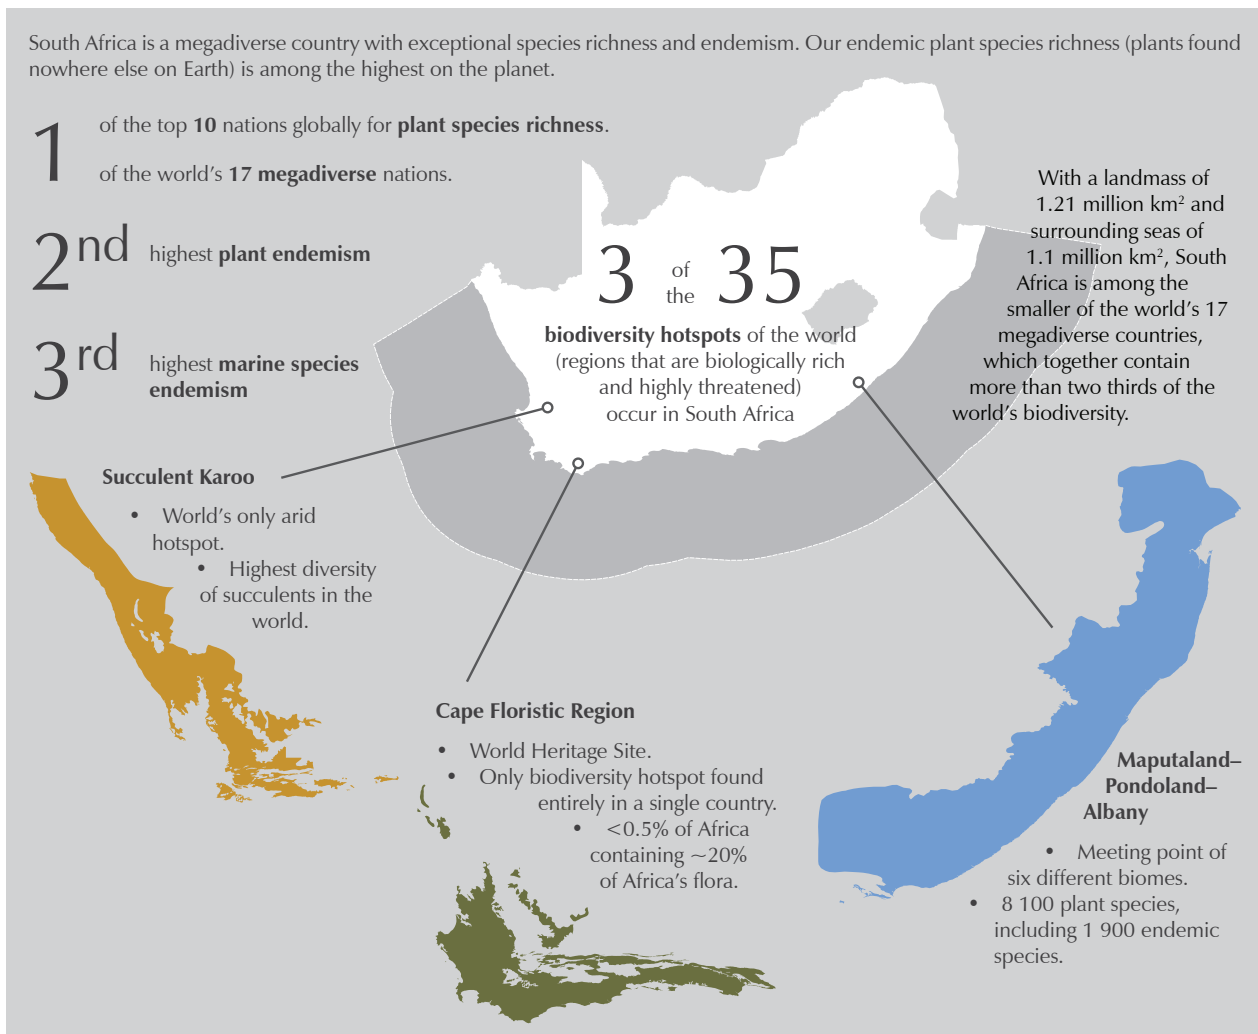 South Africa is a megadiverse country with exceptional species richness and endemism. Our endemic plant species richness (plants found
nowhere else on Earth) is among the highest on the planet.
1
of the top 10 nations globally for plant species richness.
of the world's 17 megadiverse nations.
2nd
highest plant endemism
3rd
highest marine species
endemism
3 of the 35
biodiversity hotspots of the world
(regions that are biologically rich
and highly threatened)
occur in South Africa
With a landmass of
1.21 million km² and
surrounding seas of
1.1 million km², South
Africa is among the
smaller of the world's 17
megadiverse countries,
which together contain
more than two thirds of the
world's biodiversity.
Succulent Karoo
• World's only arid
hotspot.
• Highest diversity
of succulents in the
world.
Cape Floristic Region
• World Heritage Site.
• Only biodiversity hotspot found
entirely in a single country.
• <0.5% of Africa
containing ~20%
of Africa's flora.
Maputaland–
Pondoland–
Albany
• Meeting point of
six different biomes.
• 8 100 plant species,
including 1 900 endemic
species.